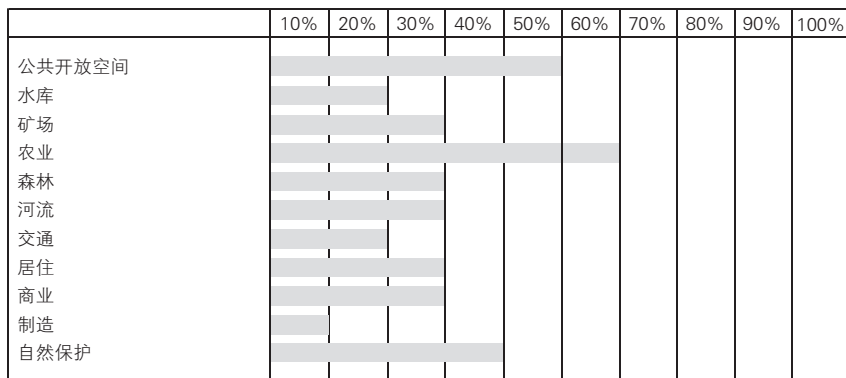 10% 20% 30% 40% 50% 60% 70% 80% 90% 100%
公共开放空间
水库
矿场
农业
森林
河流
交通
居住
商业
制造
自然保护